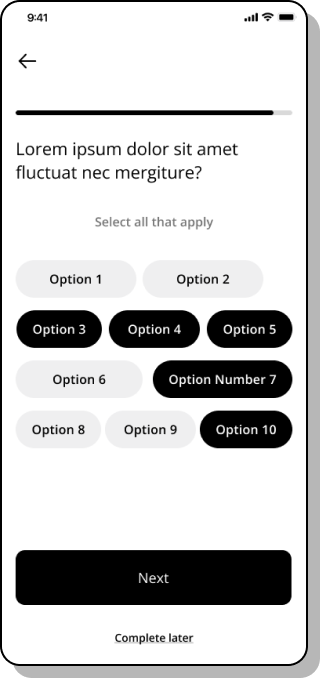 9:41
Lorem ipsum dolor sit amet
fluctuat nec mergiture?
Select all that apply
Option 1 Option 2
Option 3 Option 4 Option 5
Option 6 Option Number 7
Option 8 Option 9 Option 10
Next
Complete later